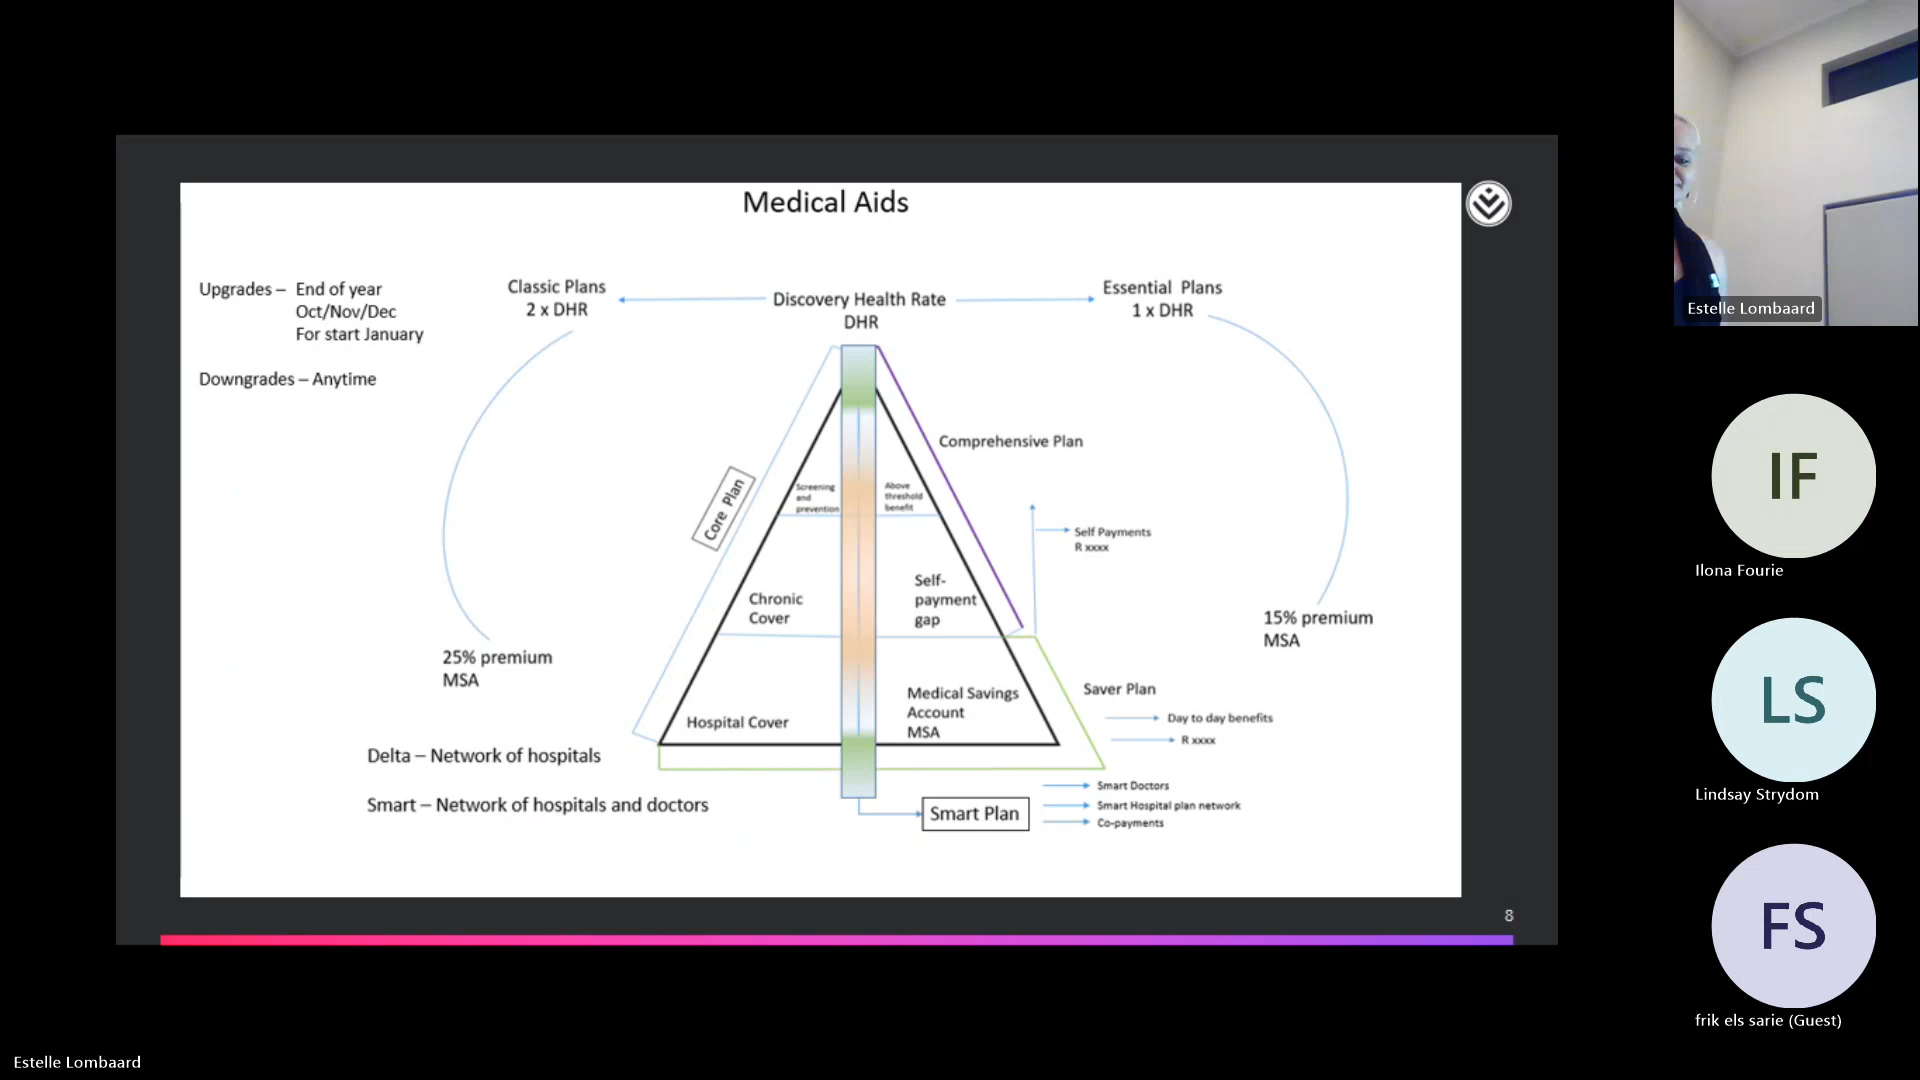 Medical Aids
Upgrades – End of year
Oct/Nov/Dec
For start January
Downgrades – Anytime
Classic Plans
2 x DHR
Discovery Health Rate
DHR
Essential Plans
1 x DHR
Core Plan
Comprehensive Plan
Screening
and
prevention
Above
threshold
benefit
Self Payments
R xxxx
Chronic
Cover
Self-
payment
gap
25% premium
MSA
15% premium
MSA
Hospital Cover
Medical Savings
Account
MSA
Saver Plan
Day to day benefits
R xxxx
Delta – Network of hospitals
Smart – Network of hospitals and doctors
Smart Plan
Smart Doctors
Smart Hospital plan network
Co-payments
8
Estelle Lombaard
IF
Ilona Fourie
LS
Lindsay Strydom
FS
frik els sarie (Guest)
Estelle Lombaard